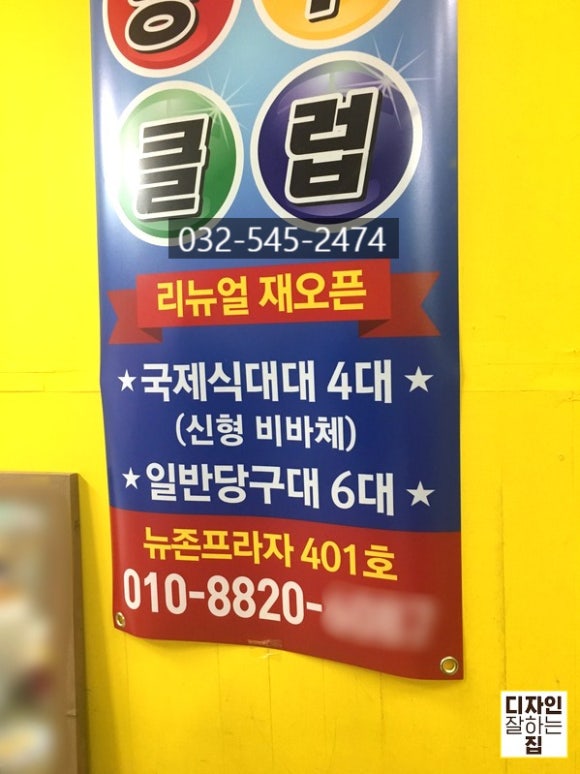 클럽
032-545-2474
리뉴얼 재오픈
★국제식대대 4대★
(신형 비바체)
★일반당구대 6대★
뉴존프라자 401호
010-8820-
디자인
잘하는
집